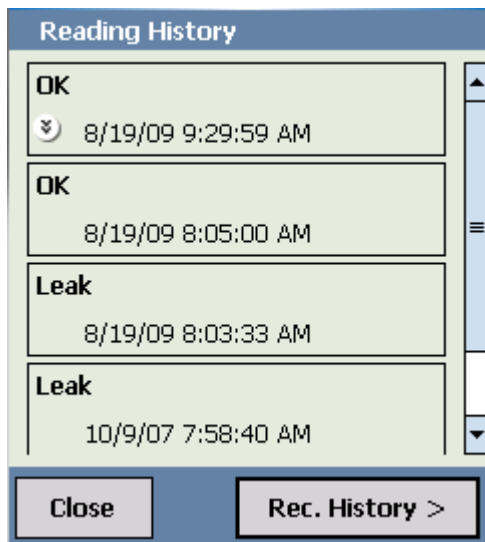 Reading History
OK
8/19/09 9:29:59 AM
OK
8/19/09 8:05:00 AM
Leak
8/19/09 8:03:33 AM
Leak
10/9/07 7:58:40 AM
Close
Rec. History >